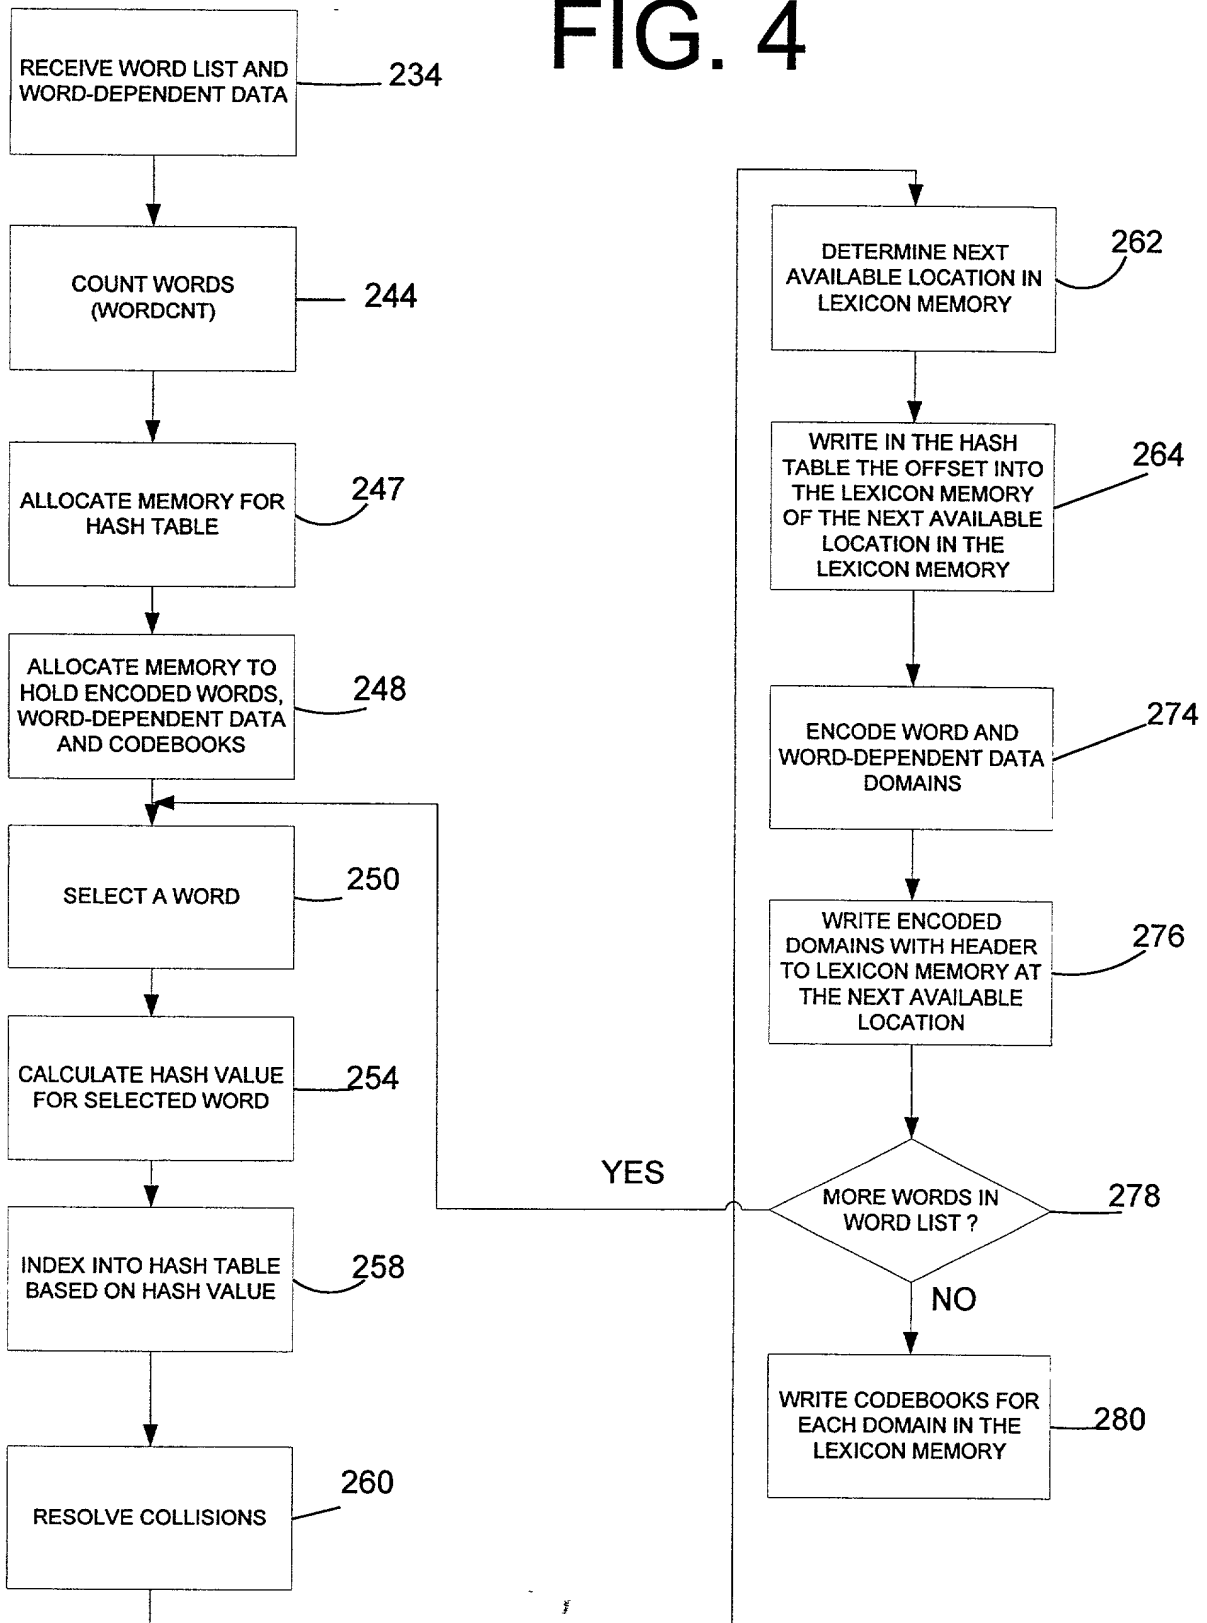 FIG. 4
RECEIVE WORD LIST AND
WORD-DEPENDENT DATA
234
COUNT WORDS
(WORDCNT)
244
ALLOCATE MEMORY FOR
HASH TABLE
247
ALLOCATE MEMORY TO
HOLD ENCODED WORDS,
WORD-DEPENDENT DATA
AND CODEBOOKS
248
SELECT A WORD
250
CALCULATE HASH VALUE
FOR SELECTED WORD
254
INDEX INTO HASH TABLE
BASED ON HASH VALUE
258
RESOLVE COLLISIONS
260
DETERMINE NEXT
AVAILABLE LOCATION IN
LEXICON MEMORY
262
WRITE IN THE HASH
TABLE THE OFFSET INTO
THE LEXICON MEMORY
OF THE NEXT AVAILABLE
LOCATION IN THE
LEXICON MEMORY
264
ENCODE WORD AND
WORD-DEPENDENT DATA
DOMAINS
274
WRITE ENCODED
DOMAINS WITH HEADER
TO LEXICON MEMORY AT
THE NEXT AVAILABLE
LOCATION
276
MORE WORDS IN
WORD LIST ?
278
YES
NO
WRITE CODEBOOKS FOR
EACH DOMAIN IN THE
LEXICON MEMORY
280